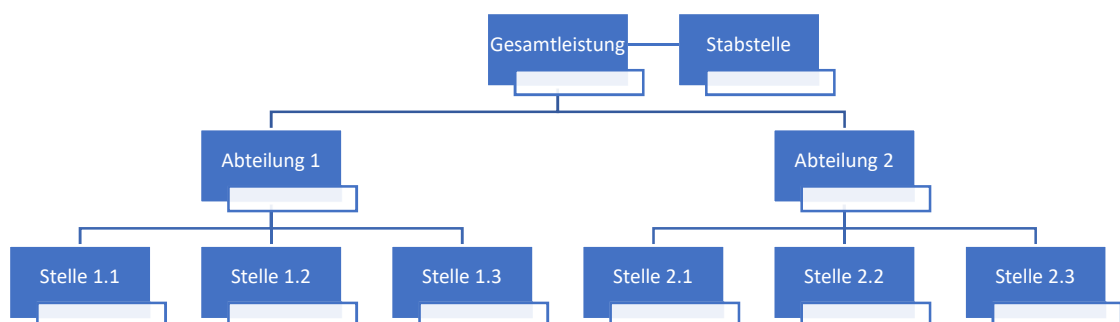 Gesamtleistung
Stabstelle
Abteilung 1
Abteilung 2
Stelle 1.1
Stelle 1.2
Stelle 1.3
Stelle 2.1
Stelle 2.2
Stelle 2.3